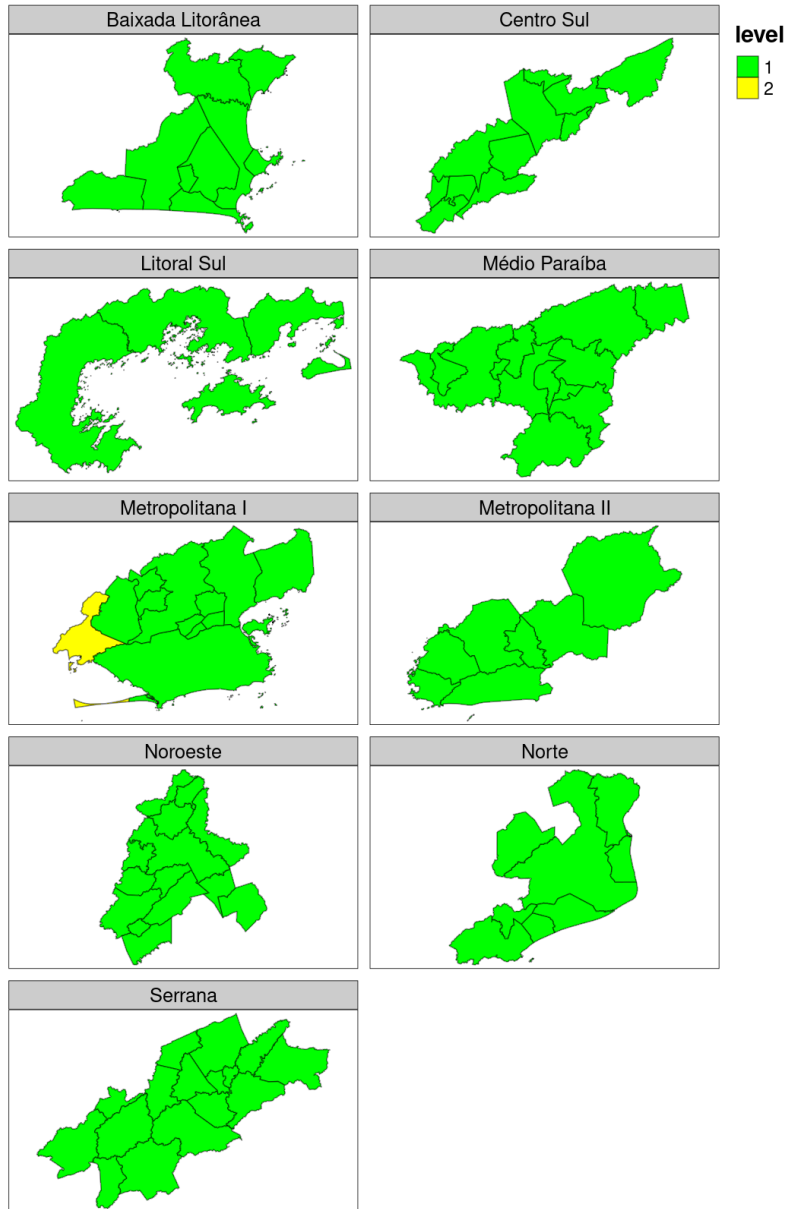 Baixada Litorânea
Centro Sul
level
1
2
Litoral Sul
Médio Paraíba
Metropolitana I
Metropolitana II
Noroeste
Norte
Serrana